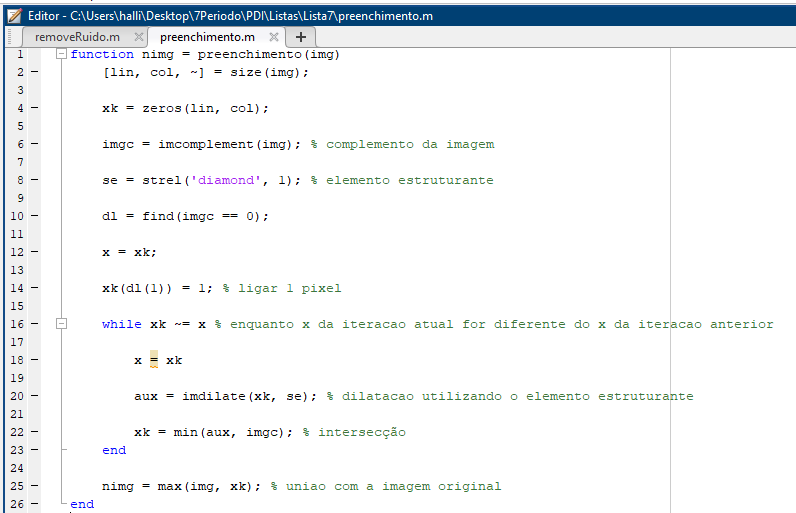 Editor - C:\Users\halli\Desktop\7Periodo\PDI\Listas\Lista7\preenchimento.m
removeRuido.m × preenchimento.m × +
1 function nimg = preenchimento(img)
2 – [lin, col, ~] = size(img);
3
4 – xk = zeros(lin, col);
5
6 – imgc = imcomplement(img); % complemento da imagem
7
8 – se = strel('diamond', 1); % elemento estruturante
9
10 – dl = find(imgc == 0);
11
12 – x = xk;
13
14 – xk(dl(1)) = 1; % ligar 1 pixel
15
16 – while xk ~= x % enquanto x da iteracao atual for diferente do x da iteracao anterior
17
18 – x = xk
19
20 – aux = imdilate(xk, se); % dilatacao utilizando o elemento estruturante
21
22 – xk = min(aux, imgc); % intersecção
23 – end
24
25 – nimg = max(img, xk); % uniao com a imagem original
26 – end